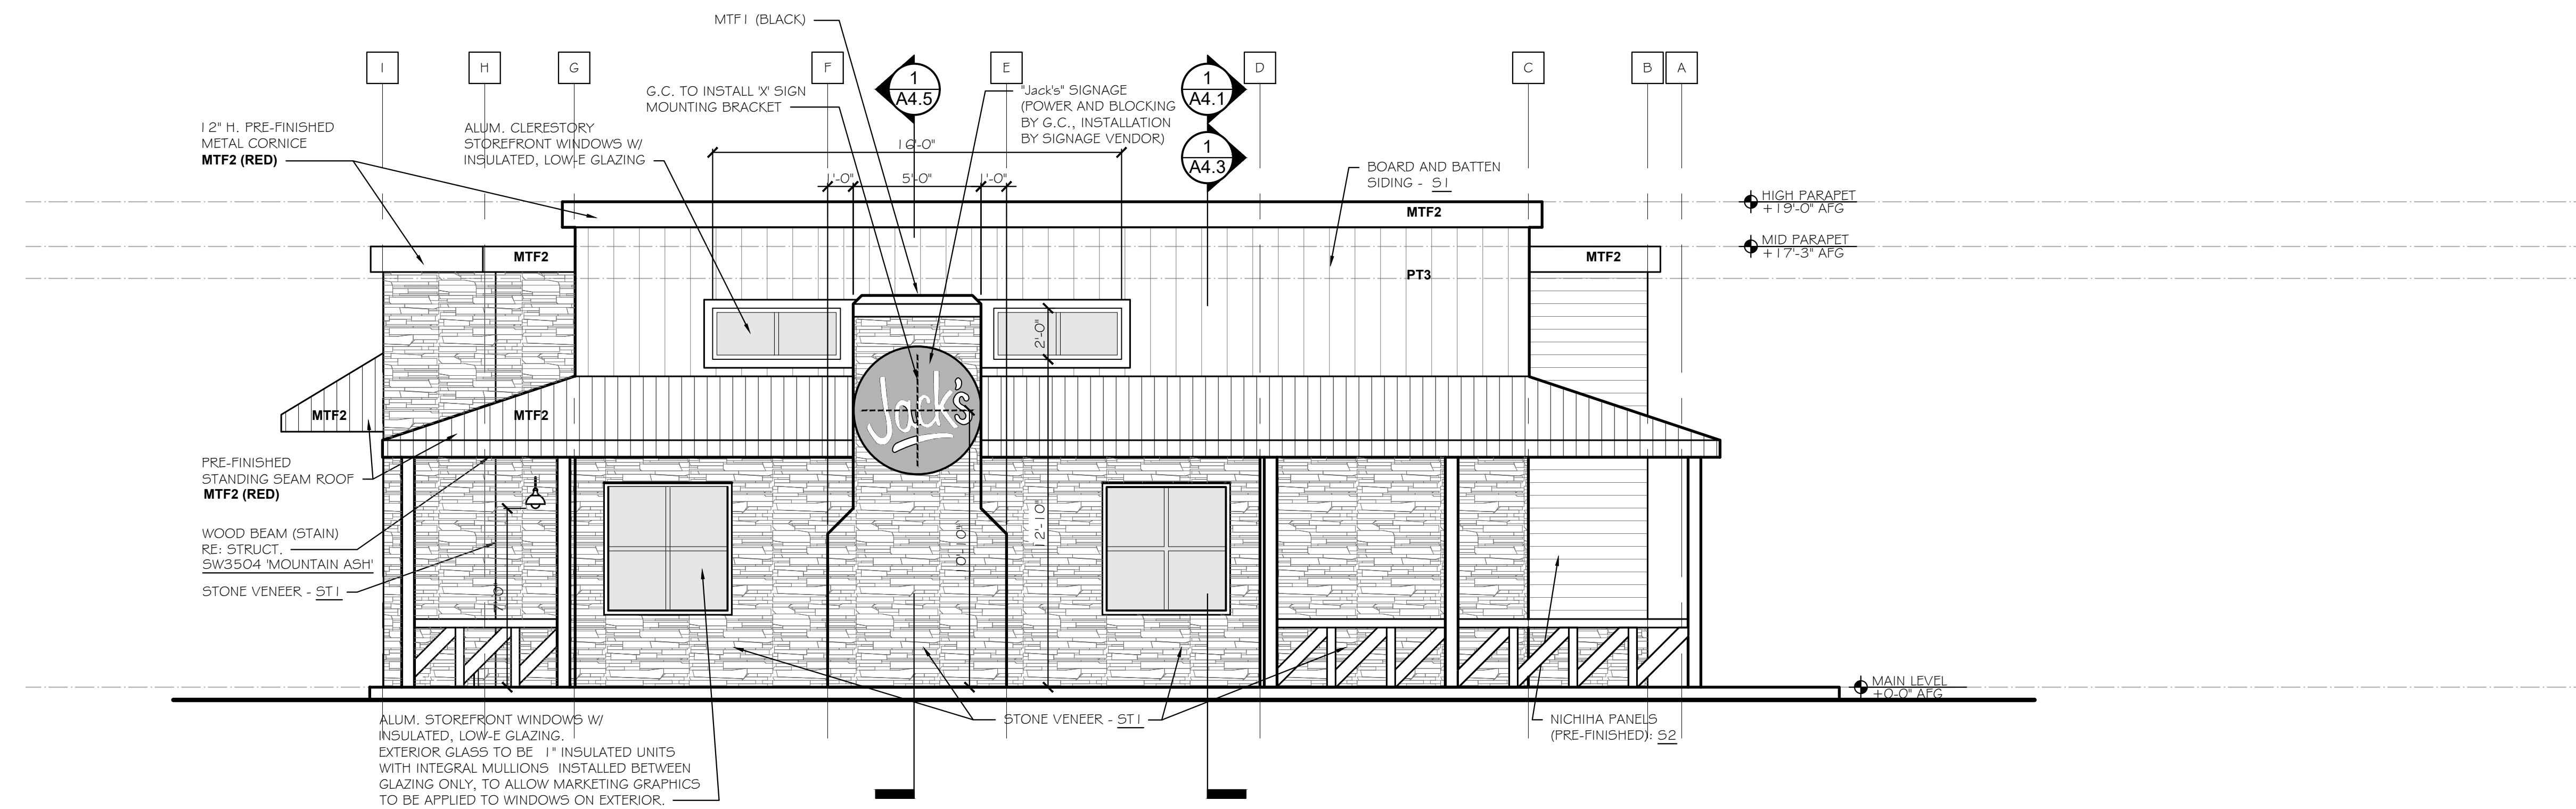 MTF1 (BLACK)
I
H
G
F
E
D
C
B
A
1
A4.5
1
A4.1
1
A4.3
G.C. TO INSTALL 'X' SIGN
MOUNTING BRACKET
"Jack's" SIGNAGE
(POWER AND BLOCKING
BY G.C., INSTALLATION
BY SIGNAGE VENDOR)
12" H. PRE-FINISHED
METAL CORNICE
MTF2 (RED)
ALUM. CLERESTORY
STOREFRONT WINDOWS W/
INSULATED, LOW-E GLAZING
16'-0"
1'-0"
5'-0"
1'-0"
BOARD AND BATTEN
SIDING - S1
HIGH PARAPET
+19'-0" AFG
MID PARAPET
+17'-3" AFG
MTF2
MTF2
MTF2
PT3
2'-0"
Jack's
MTF2
MTF2
PRE-FINISHED
STANDING SEAM ROOF
MTF2 (RED)
WOOD BEAM (STAIN)
RE: STRUCT.
SW3504 'MOUNTAIN ASH'
STONE VENEER - ST1
7'-0"
10'-10"
12'-10"
MAIN LEVEL
+0-0" AFG
ALUM. STOREFRONT WINDOWS W/
INSULATED, LOW-E GLAZING.
EXTERIOR GLASS TO BE 1" INSULATED UNITS
WITH INTEGRAL MULLIONS INSTALLED BETWEEN
GLAZING ONLY, TO ALLOW MARKETING GRAPHICS
TO BE APPLIED TO WINDOWS ON EXTERIOR.
STONE VENEER - ST1
NICHIHA PANELS
(PRE-FINISHED): S2